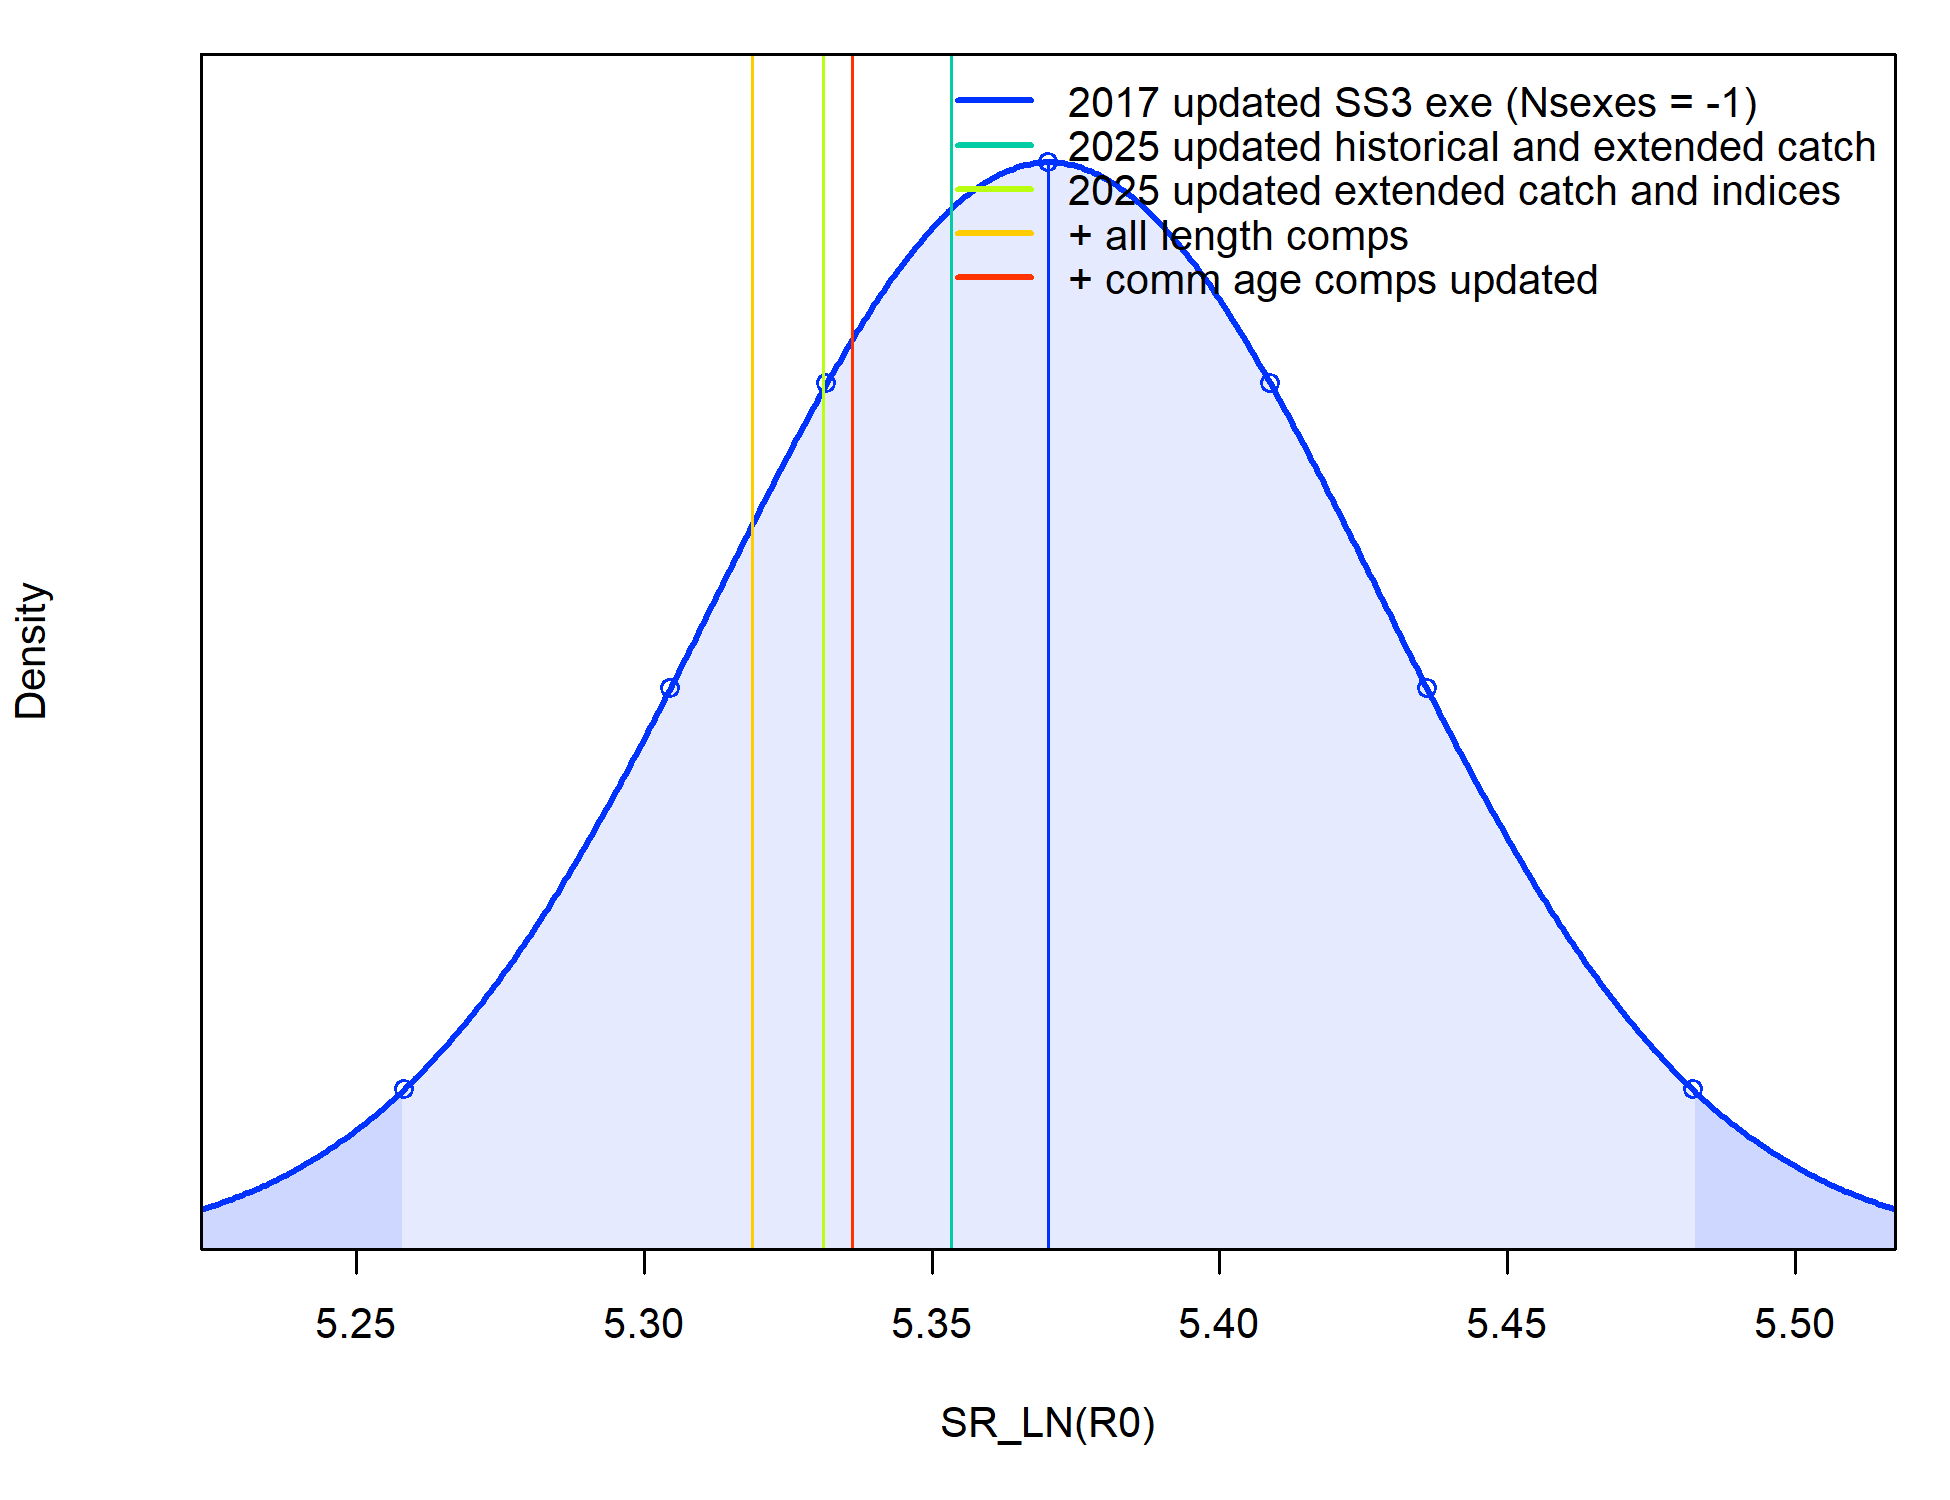 2017 updated SS3 exe (Nsexes = -1)
2025 updated historical and extended catch
2025 updated extended catch and indices
+ all length comps
+ comm age comps updated
Density
5.25 5.30 5.35 5.40 5.45 5.50
SR_LN(R0)